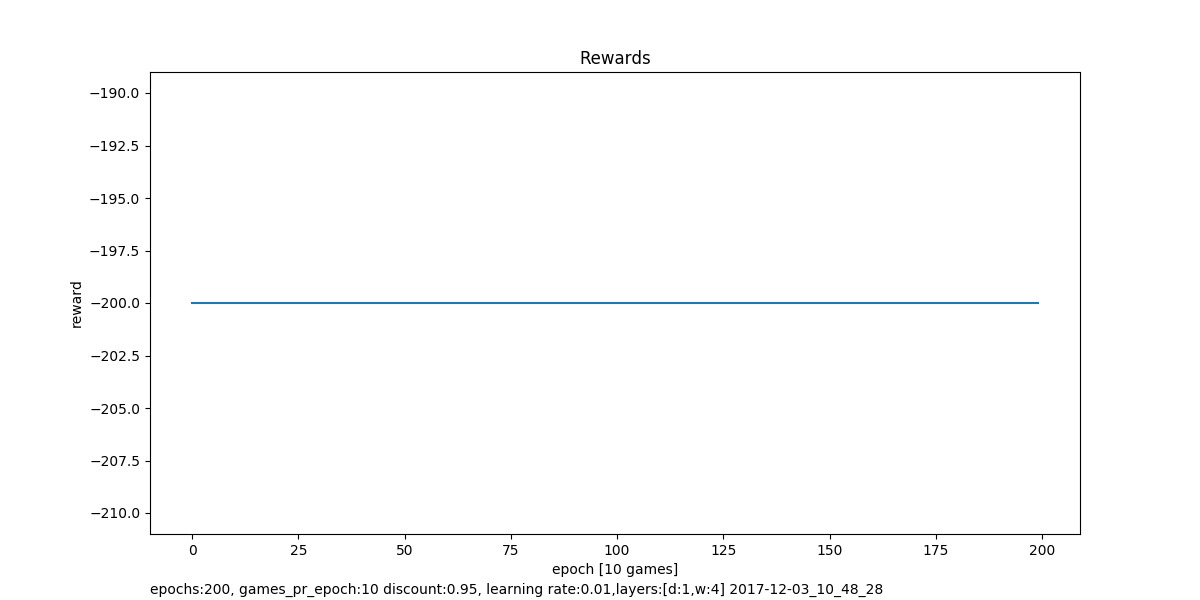 Rewards
−190.0
−192.5
−195.0
−197.5
−200.0
−202.5
−205.0
−207.5
−210.0
reward
0 25 50 75 100 125 150 175 200
epoch [10 games]
epochs:200, games_pr_epoch:10 discount:0.95, learning rate:0.01,layers:[d:1,w:4] 2017-12-03_10_48_28